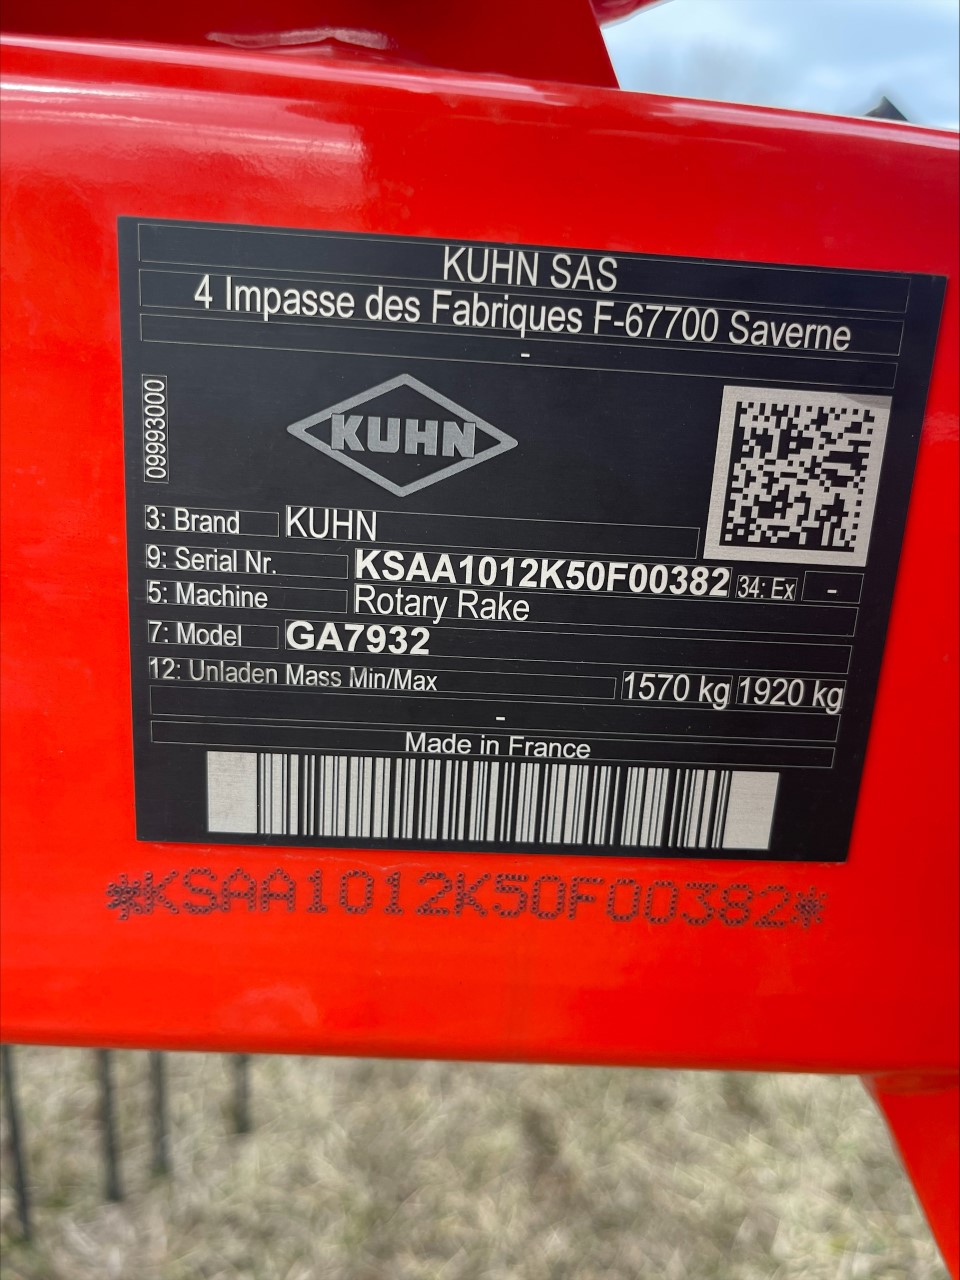 KUHN SAS
4 Impasse des Fabriques F-67700 Saverne
-
09993000
KUHN
3: Brand KUHN
9: Serial Nr. KSAA1012K50F00382 34: Ex -
5: Machine Rotary Rake
7: Model GA7932
12: Unladen Mass Min/Max 1570 kg 1920 kg
-
Made in France
*KSAA1012K50F00382*